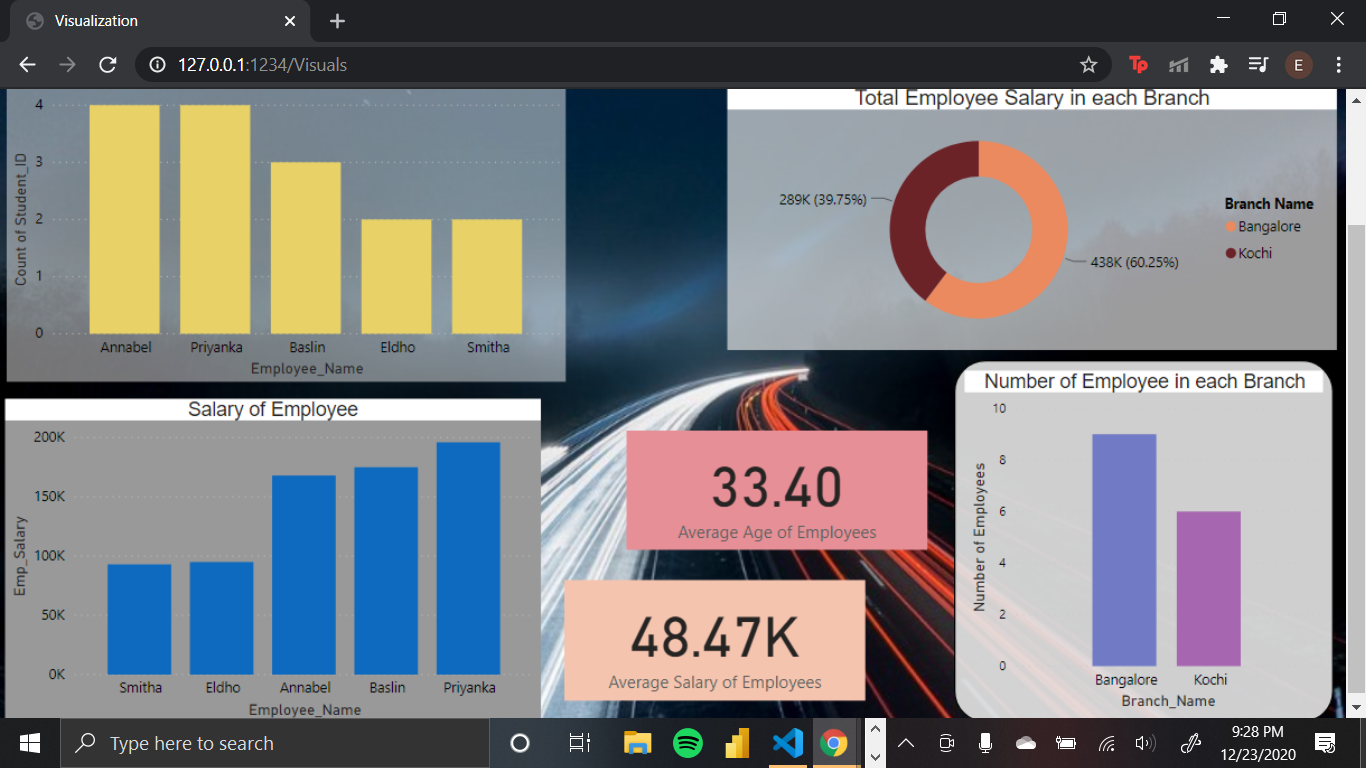 Visualization
127.0.0.1:1234/Visuals
Tp
E
4
3
2
1
0
Count of Student_ID
Annabel Priyanka Baslin Eldho Smitha
Employee_Name
Total Employee Salary in each Branch
289K (39.75%)
438K (60.25%)
Branch Name
Bangalore
Kochi
Salary of Employee
200K
150K
100K
50K
0K
Emp_Salary
Smitha Eldho Annabel Baslin Priyanka
Employee_Name
33.40
Average Age of Employees
48.47K
Average Salary of Employees
Number of Employee in each Branch
10
8
6
4
2
0
Number of Employees
Bangalore Kochi
Branch_Name
Type here to search
9:28 PM
12/23/2020